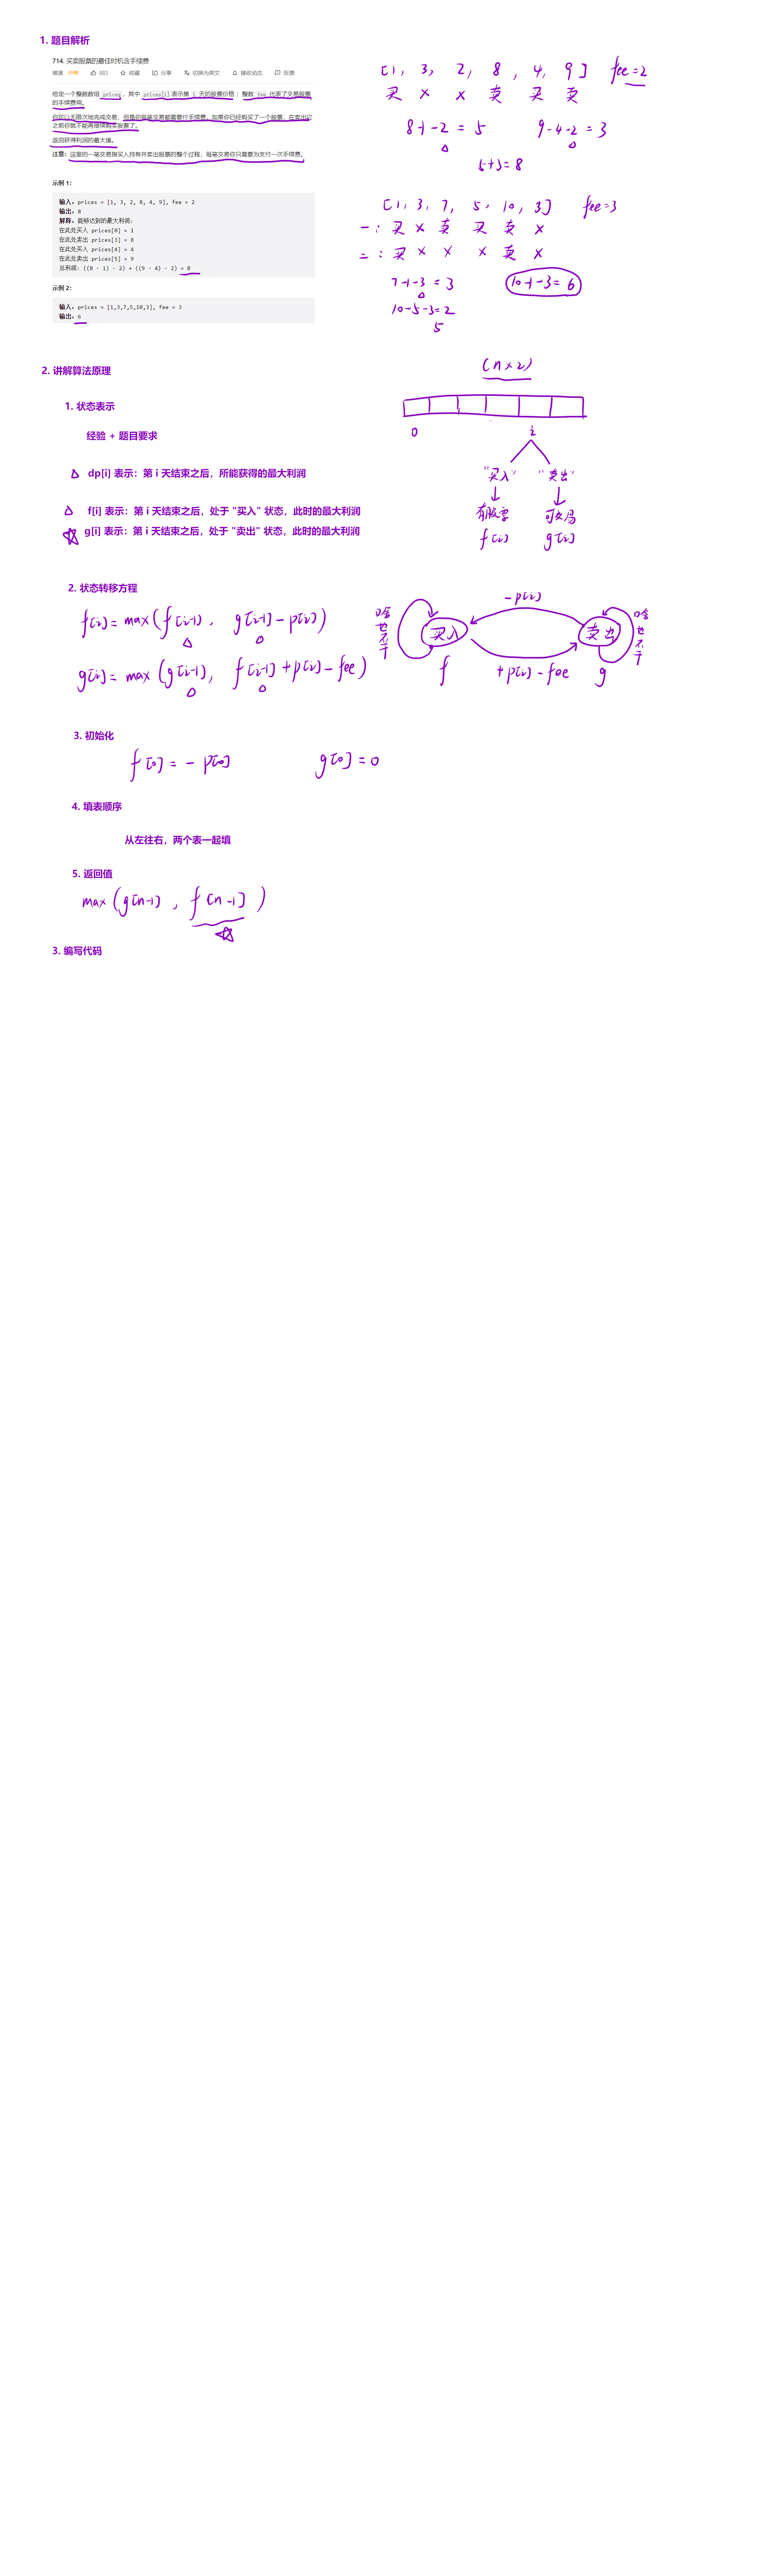 1. 题目解析
714. 买卖股票的最佳时机含手续费
难度 中等 883 收藏 分享 切换为英文 接收动态 反馈
给定一个整数数组 prices，其中 prices[i] 表示第 i 天的股票价格；整数 fee 代表了交易股票
的手续费用。
你可以无限次地完成交易，但是你每笔交易都需要付手续费。如果你已经购买了一个股票，在卖出它
之前你就不能再继续购买股票了。
返回获得利润的最大值。
注意：这里的一笔交易指买入持有并卖出股票的整个过程，每笔交易你只需要为支付一次手续费。
示例 1：
输入：prices = [1, 3, 2, 8, 4, 9], fee = 2
输出：8
解释：能够达到的最大利润:
在此处买入 prices[0] = 1
在此处卖出 prices[3] = 8
在此处买入 prices[4] = 4
在此处卖出 prices[5] = 9
总利润: ((8 - 1) - 2) + ((9 - 4) - 2) = 8
示例 2：
输入：prices = [1,3,7,5,10,3], fee = 3
输出：6
[1, 3, 2, 8, 4, 9] fee=2
买 × × 卖 买 卖
8-1-2 = 5 9-4-2 = 3
5+3=8
[1, 3, 7, 5, 10, 3] fee=3
一: 买 × 卖 买 卖 ×
二: 买 × × × 卖 ×
7-1-3 = 3 10-1-3= 6
10-5-3=2
5
2. 讲解算法原理
1. 状态表示
经验 + 题目要求
dp[i] 表示：第 i 天结束之后，所能获得的最大利润
f[i] 表示：第 i 天结束之后，处于 "买入" 状态，此时的最大利润
g[i] 表示：第 i 天结束之后，处于 "卖出" 状态，此时的最大利润
(n×2)
0 i
"买入" "卖出"
有股票 可交易
f[i] g[i]
2. 状态转移方程
f[i] = max(f[i-1], g[i-1] - p[i])
g[i] = max(g[i-1], f[i-1] + p[i] - fee)
-p[i]
啥也不干 买入 卖出 啥也不干
f +p[i]-fee g
3. 初始化
f[0] = - p[0] g[0] = 0
4. 填表顺序
从左往右，两个表一起填
5. 返回值
max(g[n-1], f[n-1])
3. 编写代码